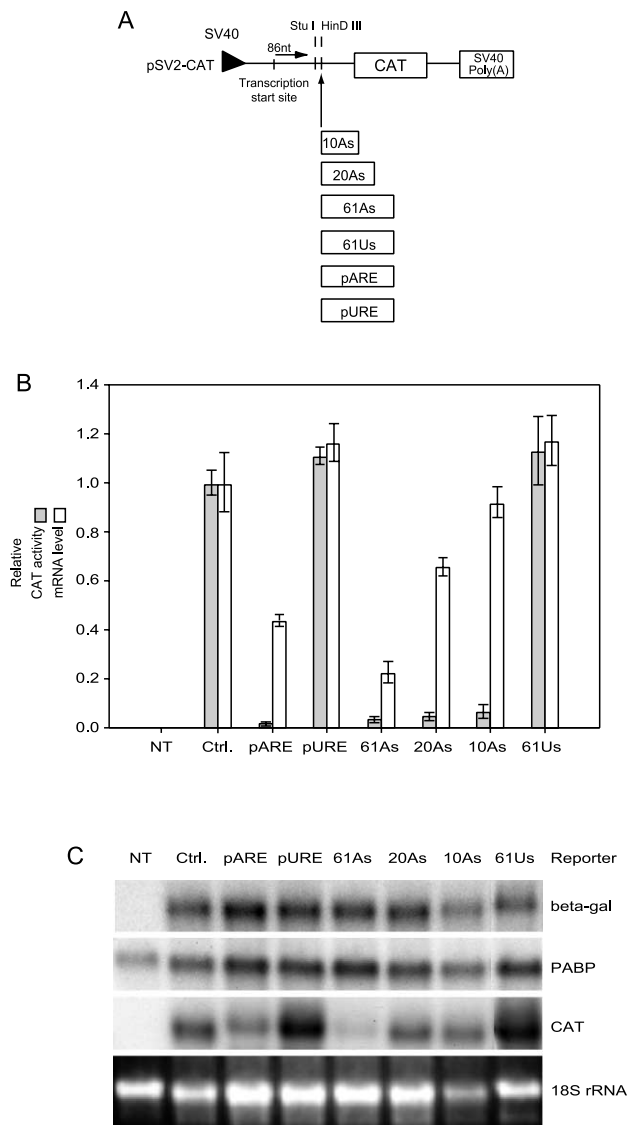 A
SV40
Stu I HinD III
86nt
pSV2-CAT
CAT
SV40
Poly(A)
Transcription
start site
10As
20As
61As
61Us
pARE
pURE
B
Relative
CAT activity
mRNA level
1.4
1.2
1.0
0.8
0.6
0.4
0.2
0.0
NT Ctrl. pARE pURE 61As 20As 10As 61Us
C
NT Ctrl. pARE pURE 61As 20As 10As 61Us Reporter
beta-gal
PABP
CAT
18S rRNA